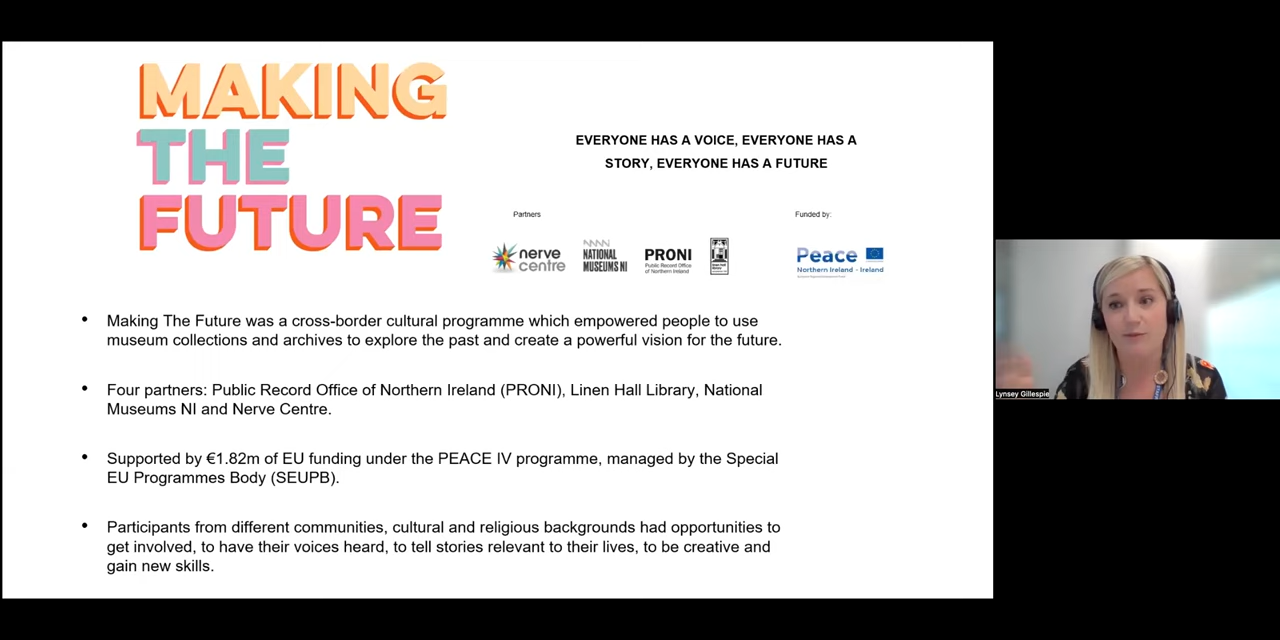 MAKING
THE
FUTURE
EVERYONE HAS A VOICE, EVERYONE HAS A
STORY, EVERYONE HAS A FUTURE
Partners
Funded by:
nerve
centre
NATIONAL
MUSEUMS NI
PRONI
Public Record Office
of Northern Ireland
Peace
Northern Ireland - Ireland
• Making The Future was a cross-border cultural programme which empowered people to use
museum collections and archives to explore the past and create a powerful vision for the future.
• Four partners: Public Record Office of Northern Ireland (PRONI), Linen Hall Library, National
Museums NI and Nerve Centre.
• Supported by €1.82m of EU funding under the PEACE IV programme, managed by the Special
EU Programmes Body (SEUPB).
• Participants from different communities, cultural and religious backgrounds had opportunities to
get involved, to have their voices heard, to tell stories relevant to their lives, to be creative and
gain new skills.
Lynsey Gillespie